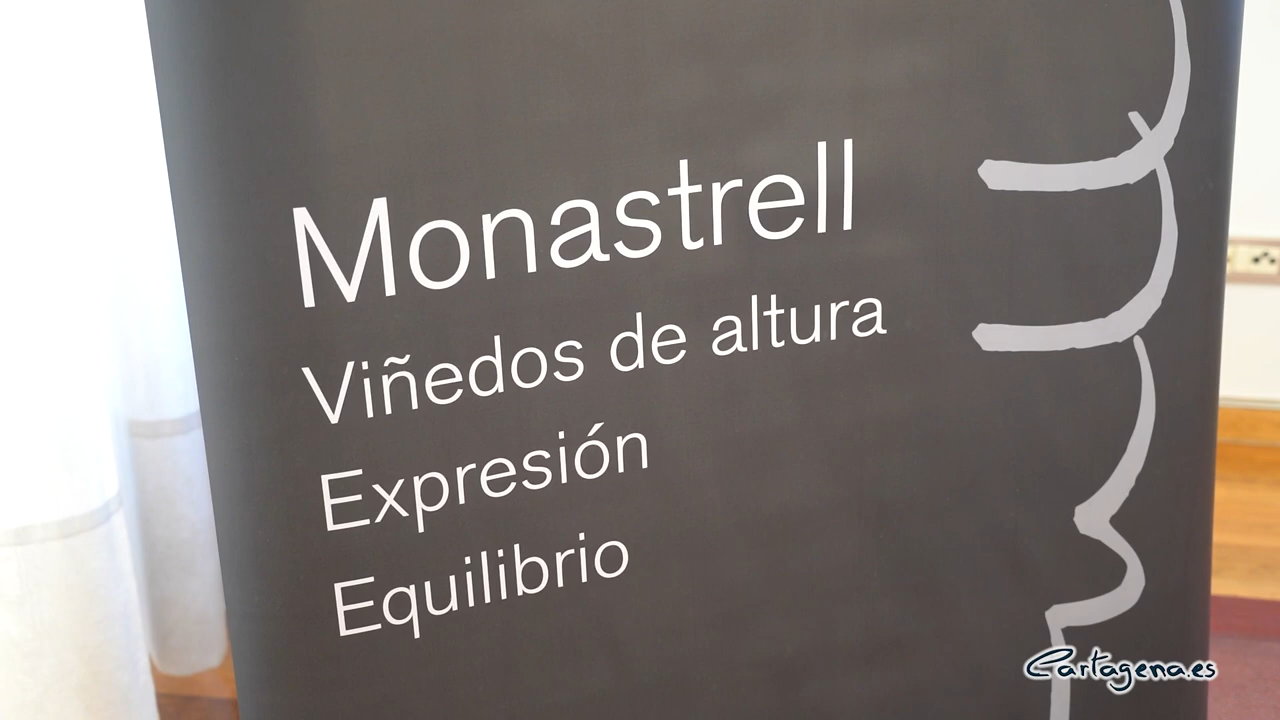 Monastrell
Viñedos de altura
Expresión
Equilibrio
Cartagena.es